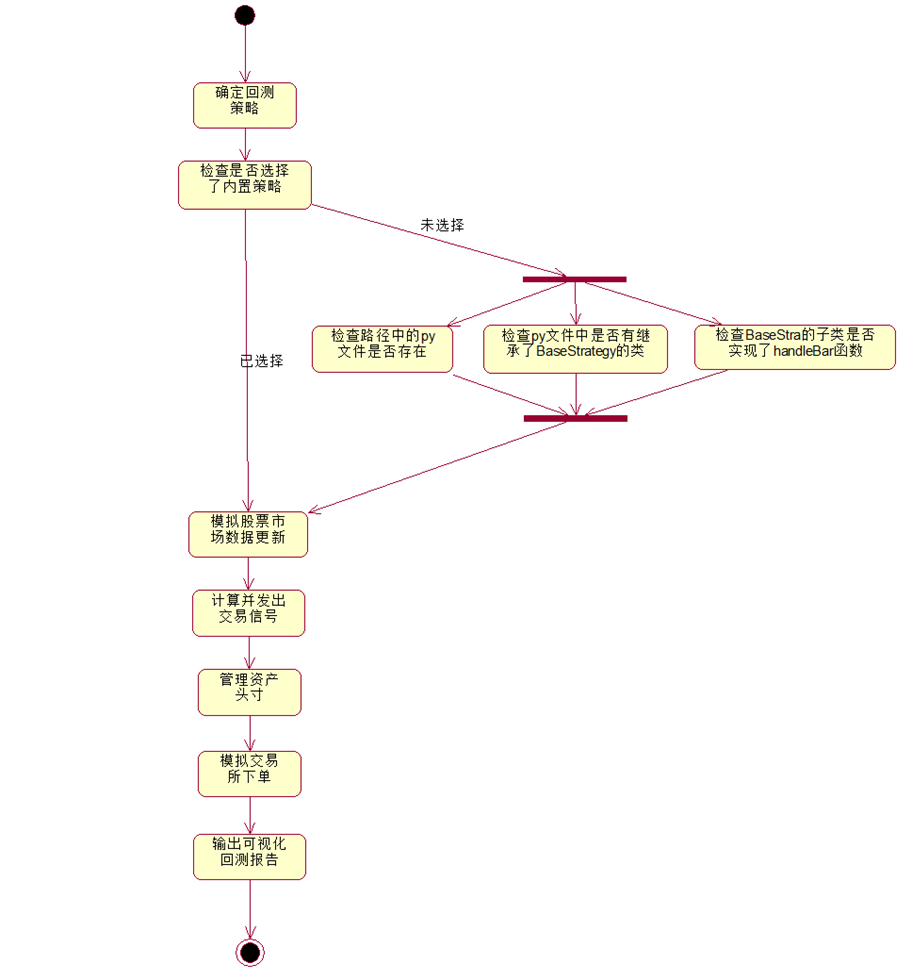 确定回测
策略
检查是否选择
了内置策略
未选择
检查路径中的py
文件是否存在
检查py文件中是否有继
承了BaseStrategy的类
检查BaseStra的子类是否
实现了handleBar函数
已选择
模拟股票市
场数据更新
计算并发出
交易信号
管理资产
头寸
模拟交易
所下单
输出可视化
回测报告